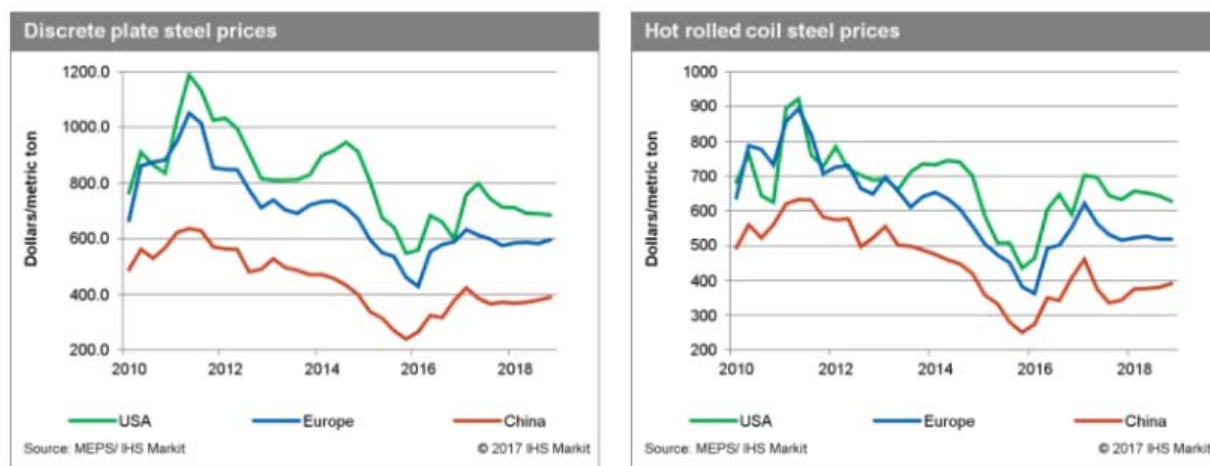 Discrete plate steel prices
Dollars/metric ton
1200.0
1000.0
800.0
600.0
400.0
200.0
2010 2012 2014 2016 2018
USA Europe China
Source: MEPS/ IHS Markit © 2017 IHS Markit
Hot rolled coil steel prices
Dollars/metric ton
1000
900
800
700
600
500
400
300
200
2010 2012 2014 2016 2018
USA Europe China
Source: MEPS/ IHS Markit © 2017 IHS Markit